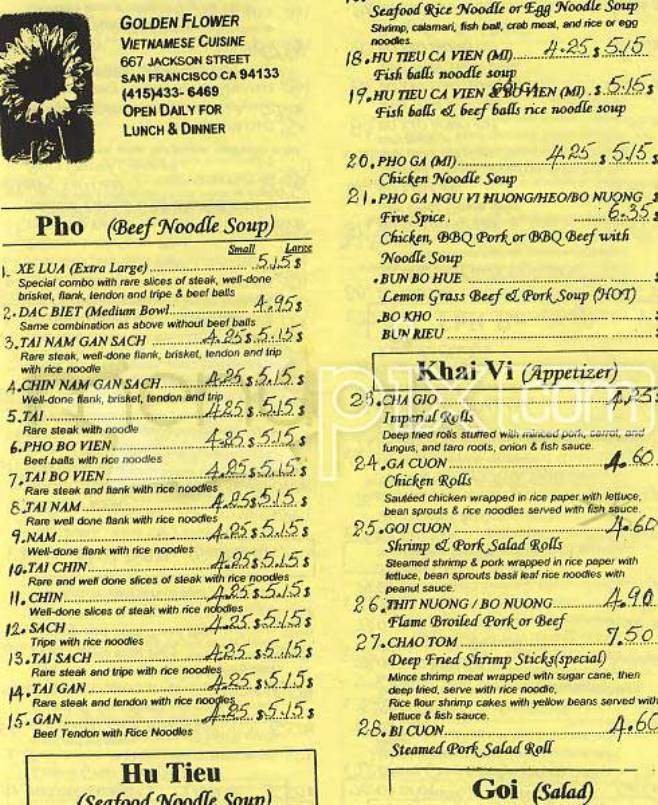 GOLDEN FLOWER
VIETNAMESE CUISINE
667 JACKSON STREET
SAN FRANCISCO CA 94133
(415)433- 6469
OPEN DAILY FOR
LUNCH & DINNER
Pho (Beef Noodle Soup)
Small Large
1. XE LUA (Extra Large) 5.15 $
Special combo with rare slices of steak, well-done
brisket, flank, tendon and tripe & beef balls
2. DAC BIET (Medium Bowl 4.95 $
Same combination as above without beef balls
3. TAI NAM GAN SACH 4.25 $ 5.15 $
Rare steak, well-done flank, brisket, tendon and trip
with rice noodle
4. CHIN NAM GAN SACH 4.25 $ 5.15 $
Well-done flank, brisket, tendon and trip
5. TAI 4.25 $ 5.15 $
Rare steak with noodle
6. PHO BO VIEN 4.25 $ 5.15 $
Beef balls with rice noodles
7. TAI BO VIEN 4.25 $ 5.15 $
Rare steak and flank with rice noodles
8. TAI NAM 4.25 $ 5.15 $
Rare well done flank with rice noodles
9. NAM 4.25 $ 5.15 $
Well-done flank with rice noodles
10. TAI CHIN 4.25 $ 5.15 $
Rare and well done slices of steak with rice noodles
11. CHIN 4.25 $ 5.15 $
Well-done slices of steak with rice noodles
12. SACH 4.25 $ 5.15 $
Tripe with rice noodles
13. TAI SACH 4.25 $ 5.15 $
Rare steak and tripe with rice noodles
14. TAI GAN 4.25 $ 5.15 $
Rare steak and tendon with rice noodles
15. GAN 4.25 $ 5.15 $
Beef Tendon with Rice Noodles
Hu Tieu
(Seafood Noodle Soup)
Seafood Rice Noodle or Egg Noodle Soup
Shrimp, calamari, fish ball, crab meat, and rice or egg
noodles
18. HU TIEU CA VIEN (MI) 4.25 $ 5.15
Fish balls noodle soup
19. HU TIEU CA VIEN & BO VIEN (MI) $ 5.15 $
Fish balls & beef balls rice noodle soup
20. PHO GA (MI) 4.25 $ 5.15 $
Chicken Noodle Soup
21. PHO GA NGU VI HUONG/HEO/BO NUONG $
Five Spice 6.35 $
Chicken, BBQ Pork or BBQ Beef with
Noodle Soup
•BUN BO HUE $
Lemon Grass Beef & Pork Soup (HOT)
.BO KHO $
BUN RIEU $
Khai Vi (Appetizer)
23. CHA GIO
Imperial Rolls
Deep fried rolls stuffed with minced pork, carrot, and
fungus, and taro roots, onion & fish sauce.
24. GA CUON 4.60
Chicken Rolls
Sautéed chicken wrapped in rice paper with lettuce,
bean sprouts & rice noodles served with fish sauce.
25. GOI CUON 4.60
Shrimp & Pork Salad Rolls
Steamed shrimp & pork wrapped in rice paper with
lettuce, bean sprouts basil leaf rice noodles with
peanut sauce.
26. THIT NUONG / BO NUONG 4.90
Flame Broiled Pork or Beef
27. CHAO TOM 7.50
Deep Fried Shrimp Sticks(special)
Mince shrimp meat wrapped with sugar cane, then
deep fried, serve with rice noodle,
Rice flour shrimp cakes with yellow beans served with
lettuce & fish sauce.
28. BI CUON 4.60
Steamed Pork Salad Roll
Goi (Salad)